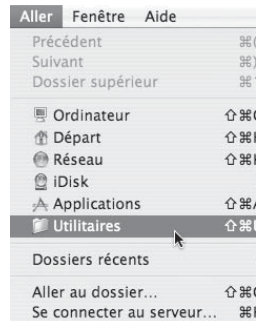 Aller Fenêtre Aide
Précédent
Suivant
Dossier supérieur
Ordinateur ⇧⌘
Départ ⇧⌘
Réseau ⇧⌘
iDisk
Applications ⇧⌘
Utilitaires ⇧⌘
Dossiers récents
Aller au dossier... ⇧⌘
Se connecter au serveur... ⌘